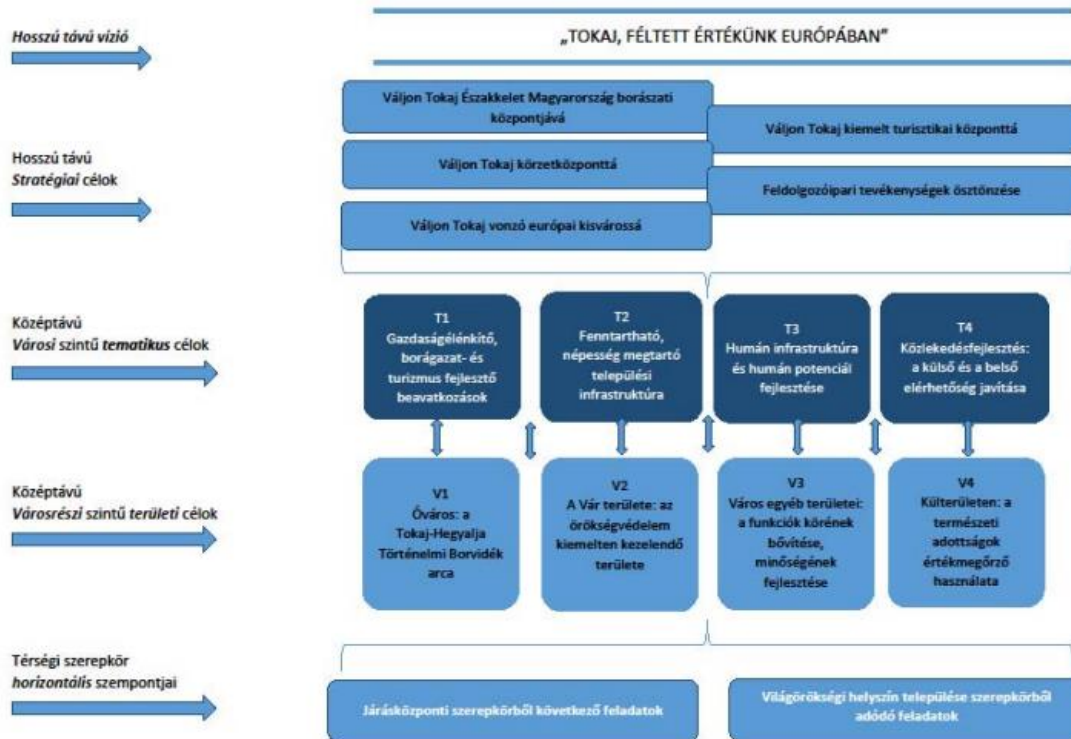 Hosszú távú vízió
„TOKAJ, FÉLTETT ÉRTÉKÜNK EURÓPÁBAN"
Hosszú távú
Stratégiai célok
Váljon Tokaj Északkelet Magyarország borászati
központjává
Váljon Tokaj körzetközponttá
Váljon Tokaj vonzó európai kisvárossá
Váljon Tokaj kiemelt turisztikai központtá
Feldolgozóipari tevékenységek ösztönzése
Középtávú
Városi szintű tematikus célok
T1
Gazdaságélénkítő,
borágazat- és
turizmus fejlesztő
beavatkozások
T2
Fenntartható,
népesség megtartó
települési
infrastruktúra
T3
Humán infrastruktúra
és humán potenciál
fejlesztése
T4
Közlekedésfejlesztés:
a külső és a belső
elérhetőség javítása
Középtávú
Városrészi szintű területi célok
V1
Óváros: a
Tokaj-Hegyalja
Történelmi Borvidék
arca
V2
A Vár területe: az
örökségvédelem
kiemelten kezelendő
területe
V3
Város egyéb területei:
a funkciók körének
bővítése,
minőségének
fejlesztése
V4
Külterületen: a
természeti
adottságok
értékmegőrző
használata
Térségi szerepkör
horizontális szempontjai
Járásközponti szerepkörből következő feladatok
Világörökségi helyszín települése szerepkörből
adódó feladatok